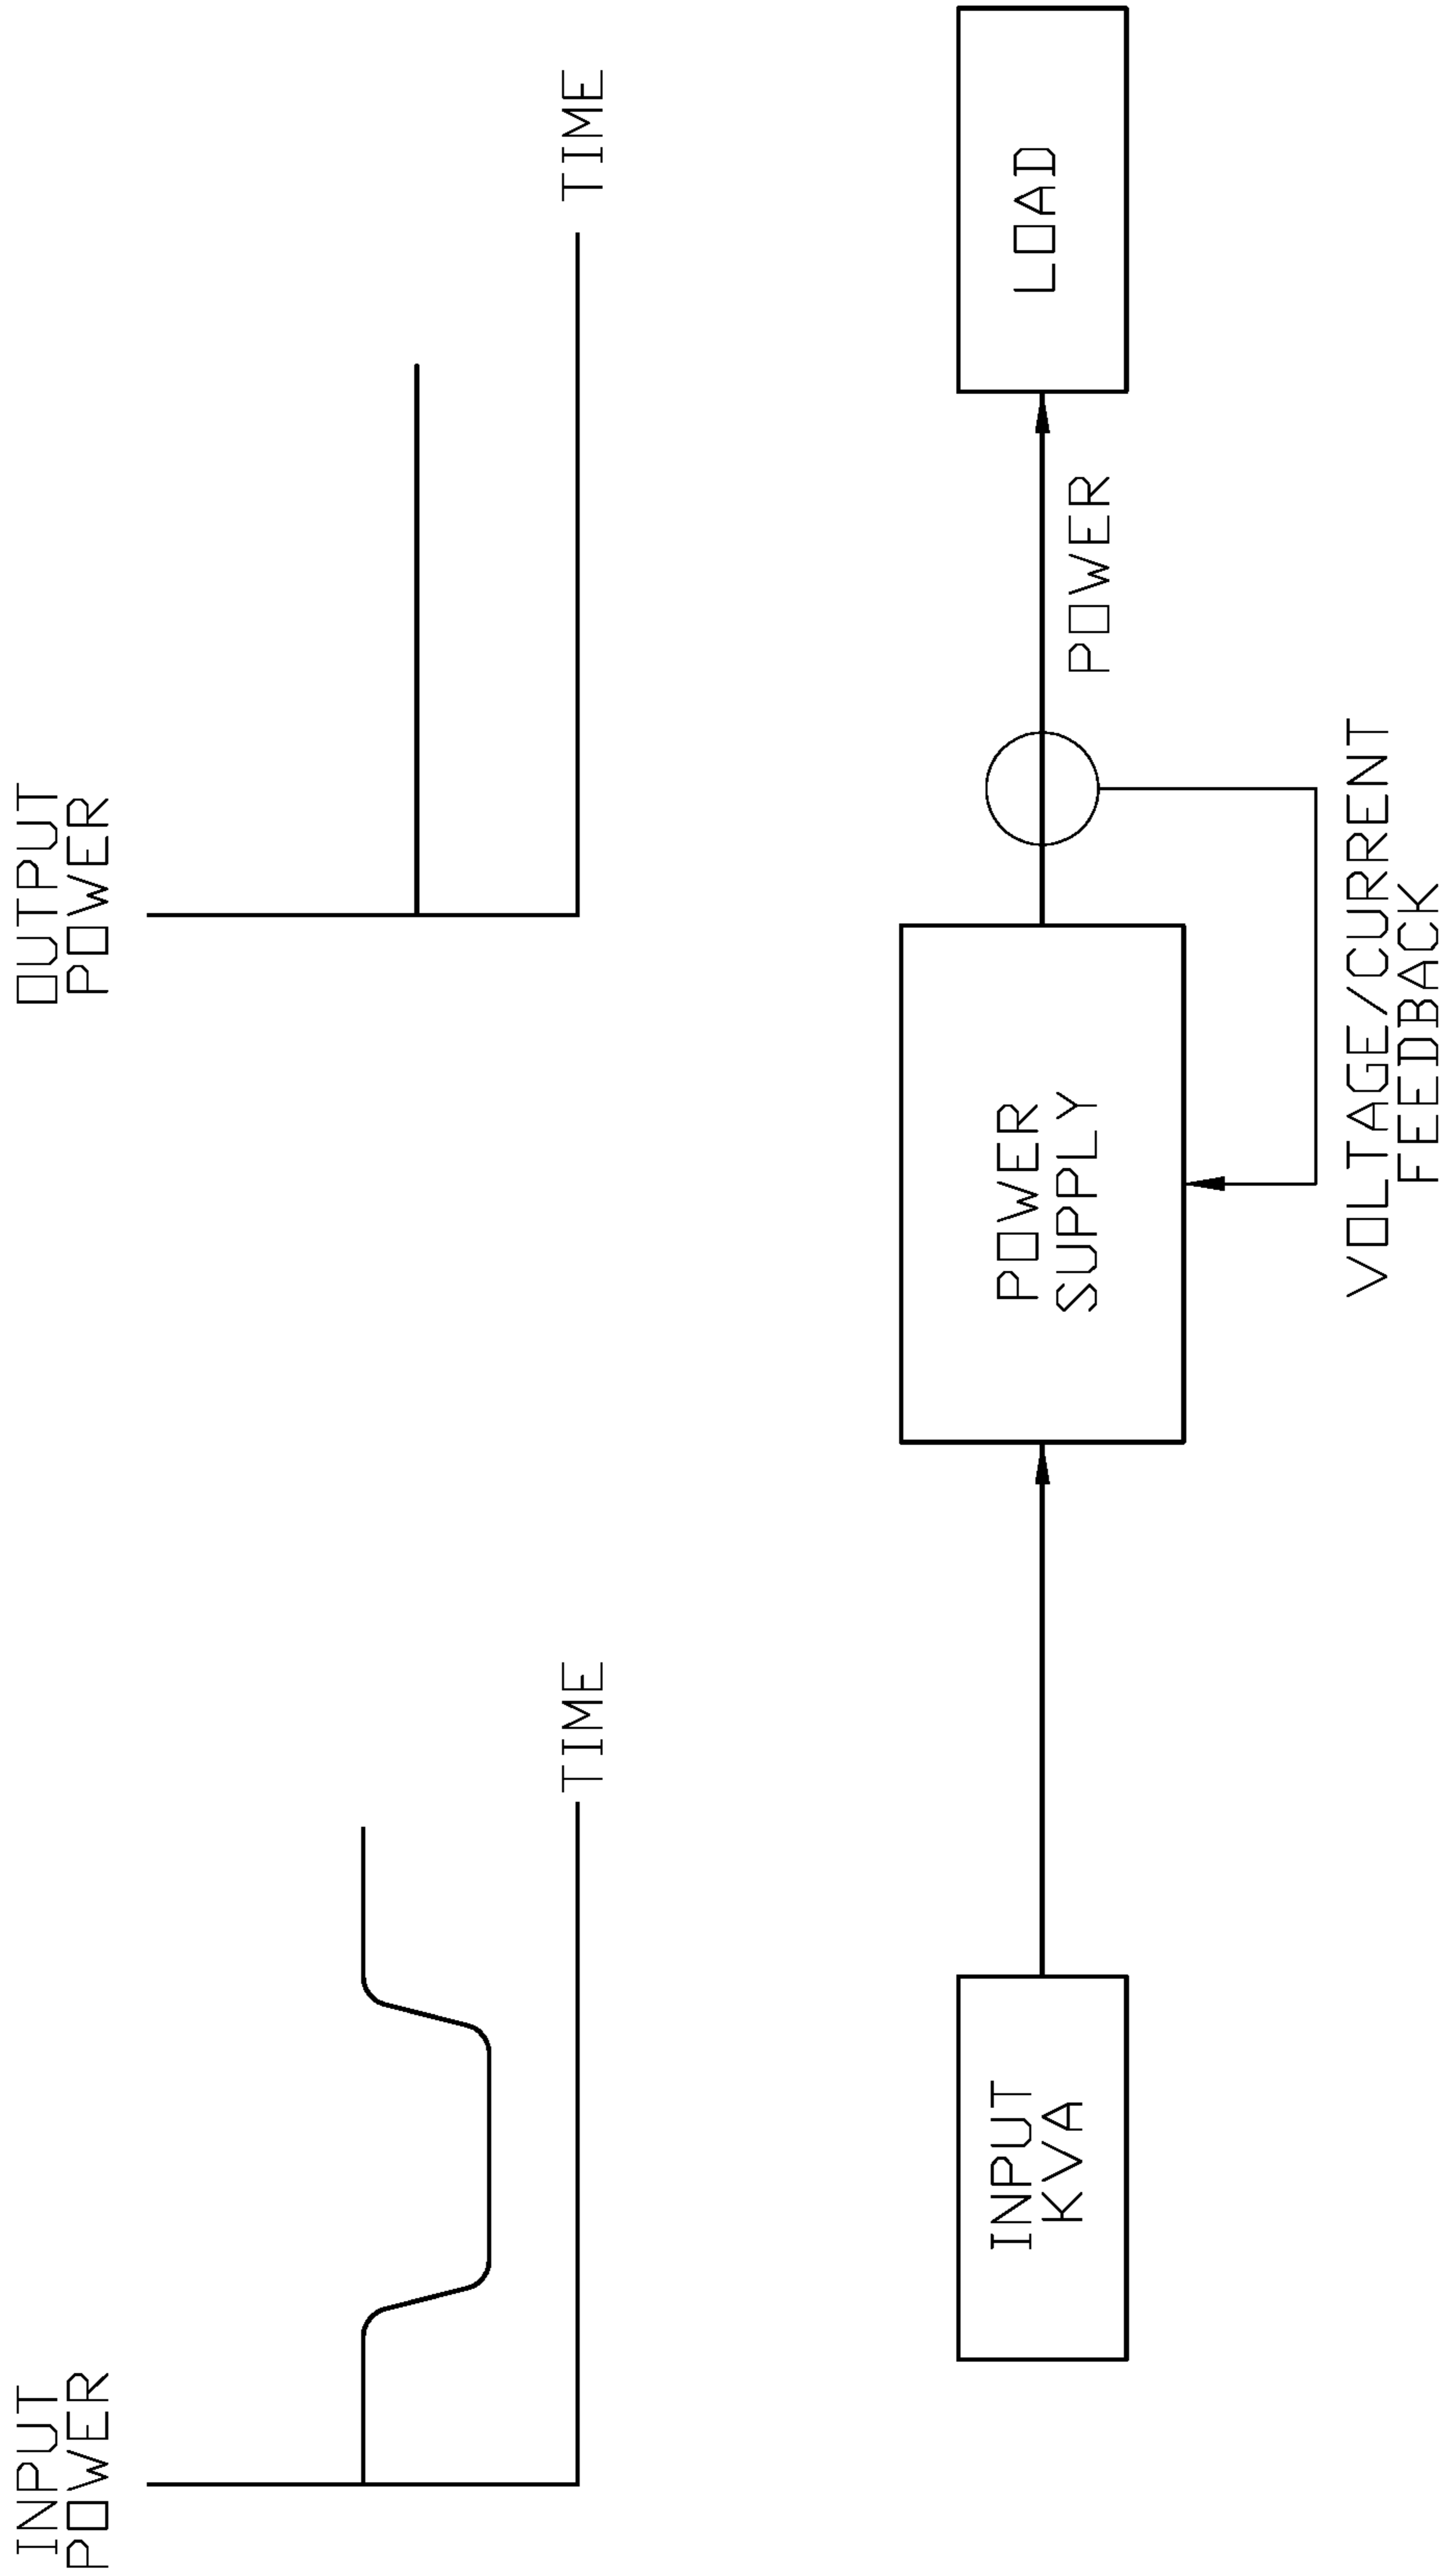 INPUT
POWER
TIME
OUTPUT
POWER
TIME
INPUT
KVA
POWER
SUPPLY
POWER
LOAD
VOLTAGE/CURRENT
FEEDBACK